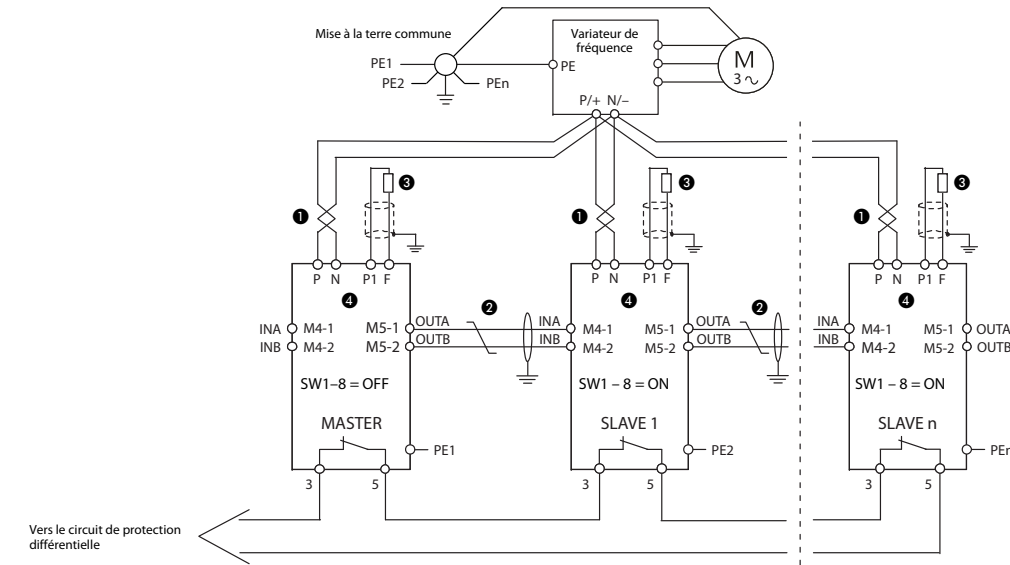 Mise à la terre commune
PE1
PE2
PEn
Variateur de
fréquence
PE
P/+ N/–
M
3
❶ ❸ ❶ ❸ ❶ ❸
P N P1 F
P N P1 F
P N P1 F
❹ ❷ ❹ ❷ ❹
INA M4-1 M5-1 OUTA
INB M4-2 M5-2 OUTB
SW1–8 = OFF
MASTER
PE1
3 5
INA M4-1 M5-1 OUTA
INB M4-2 M5-2 OUTB
SW1 – 8 = ON
SLAVE 1
PE2
3 5
INA M4-1 M5-1 OUTA
INB M4-2 M5-2 OUTB
SW1 – 8 = ON
SLAVE n
PEn
3 5
Vers le circuit de protection
différentielle